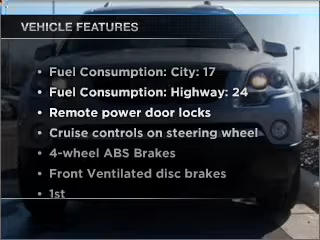 VEHICLE FEATURES
• Fuel Consumption: City: 17
• Fuel Consumption: Highway: 24
• Remote power door locks
• Cruise controls on steering wheel
• 4-wheel ABS Brakes
• Front Ventilated disc brakes
• 1st